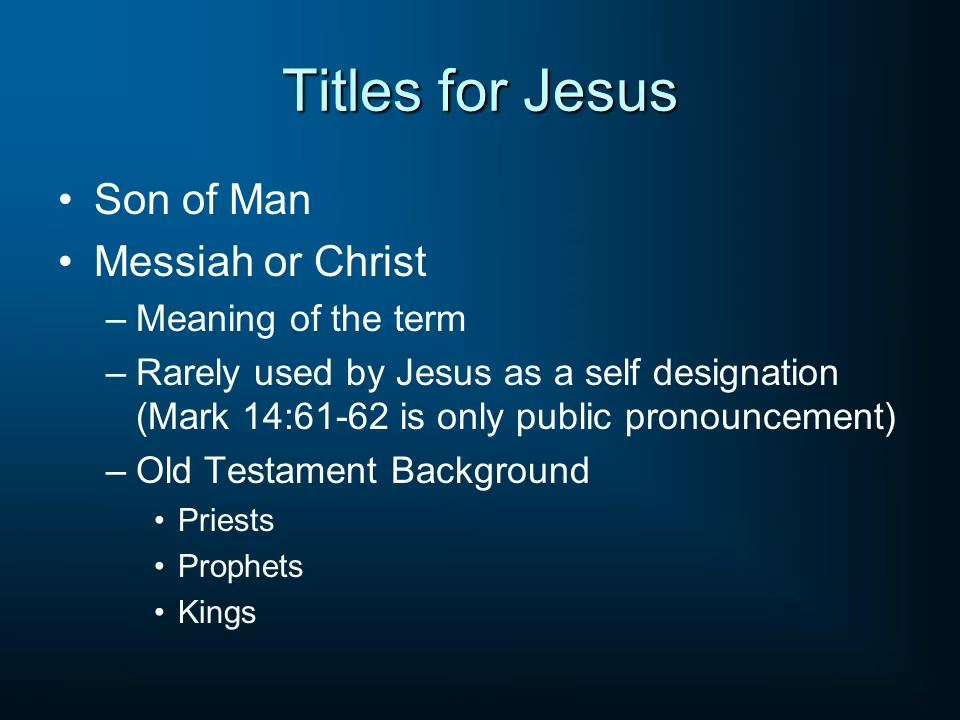 Titles for Jesus
• Son of Man
• Messiah or Christ
– Meaning of the term
– Rarely used by Jesus as a self designation
(Mark 14:61-62 is only public pronouncement)
– Old Testament Background
• Priests
• Prophets
• Kings